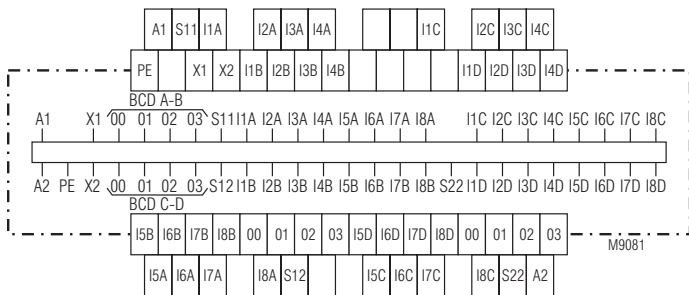 A1 S11 I1A I2A I3A I4A I1C I2C I3C I4C
PE X1 X2 I1B I2B I3B I4B I1D I2D I3D I4D
BCD A-B
A1 X1 00 01 02 03 S11 I1A I2A I3A I4A I5A I6A I7A I8A I1C I2C I3C I4C I5C I6C I7C I8C
A2 PE X2 00 01 02 03 S12 I1B I2B I3B I4B I5B I6B I7B I8B S22 I1D I2D I3D I4D I5D I6D I7D I8D
BCD C-D
I5B I6B I7B I8B 00 01 02 03 I5D I6D I7D I8D 00 01 02 03
M9081
I5A I6A I7A I8A S12 I5C I6C I7C I8C S22 A2